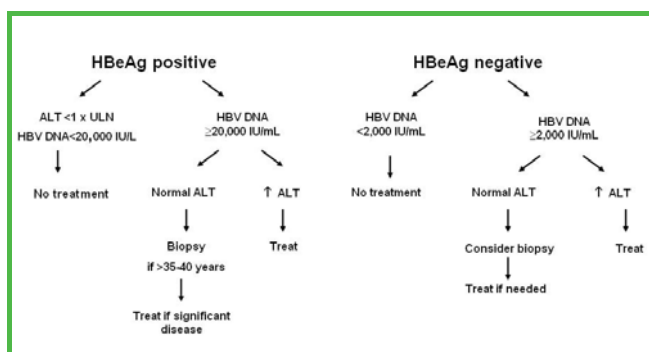 HBeAg positive
HBeAg negative
ALT <1 x ULN
HBV DNA<20,000 IU/L
HBV DNA
≥20,000 IU/mL
HBV DNA
<2,000 IU/mL
HBV DNA
≥2,000 IU/mL
No treatment
Normal ALT
↑ ALT
No treatment
Normal ALT
↑ ALT
Biopsy
if >35-40 years
Treat
Consider biopsy
Treat
Treat if significant
disease
Treat if needed